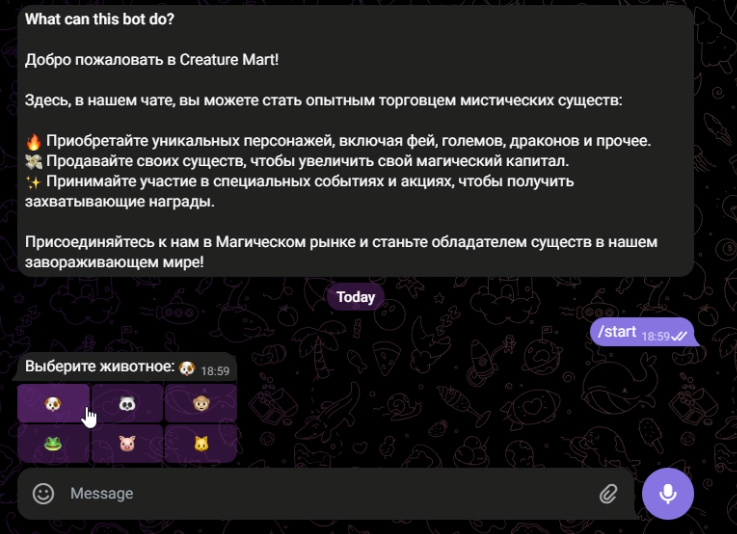 What can this bot do?
Добро пожаловать в Creature Mart!
Здесь, в нашем чате, вы можете стать опытным торговцем мистических существ:
🔥 Приобретайте уникальных персонажей, включая фей, големов, драконов и прочее.
💸 Продавайте своих существ, чтобы увеличить свой магический капитал.
✨ Принимайте участие в специальных событиях и акциях, чтобы получить
захватывающие награды.
Присоединяйтесь к нам в Магическом рынке и станьте обладателем существ в нашем
завораживающем мире!
Today
/start 18:59
Выберите животное: 🐶 18:59
🐶 🐼 🐵
🐸 🐷 🐱
Message